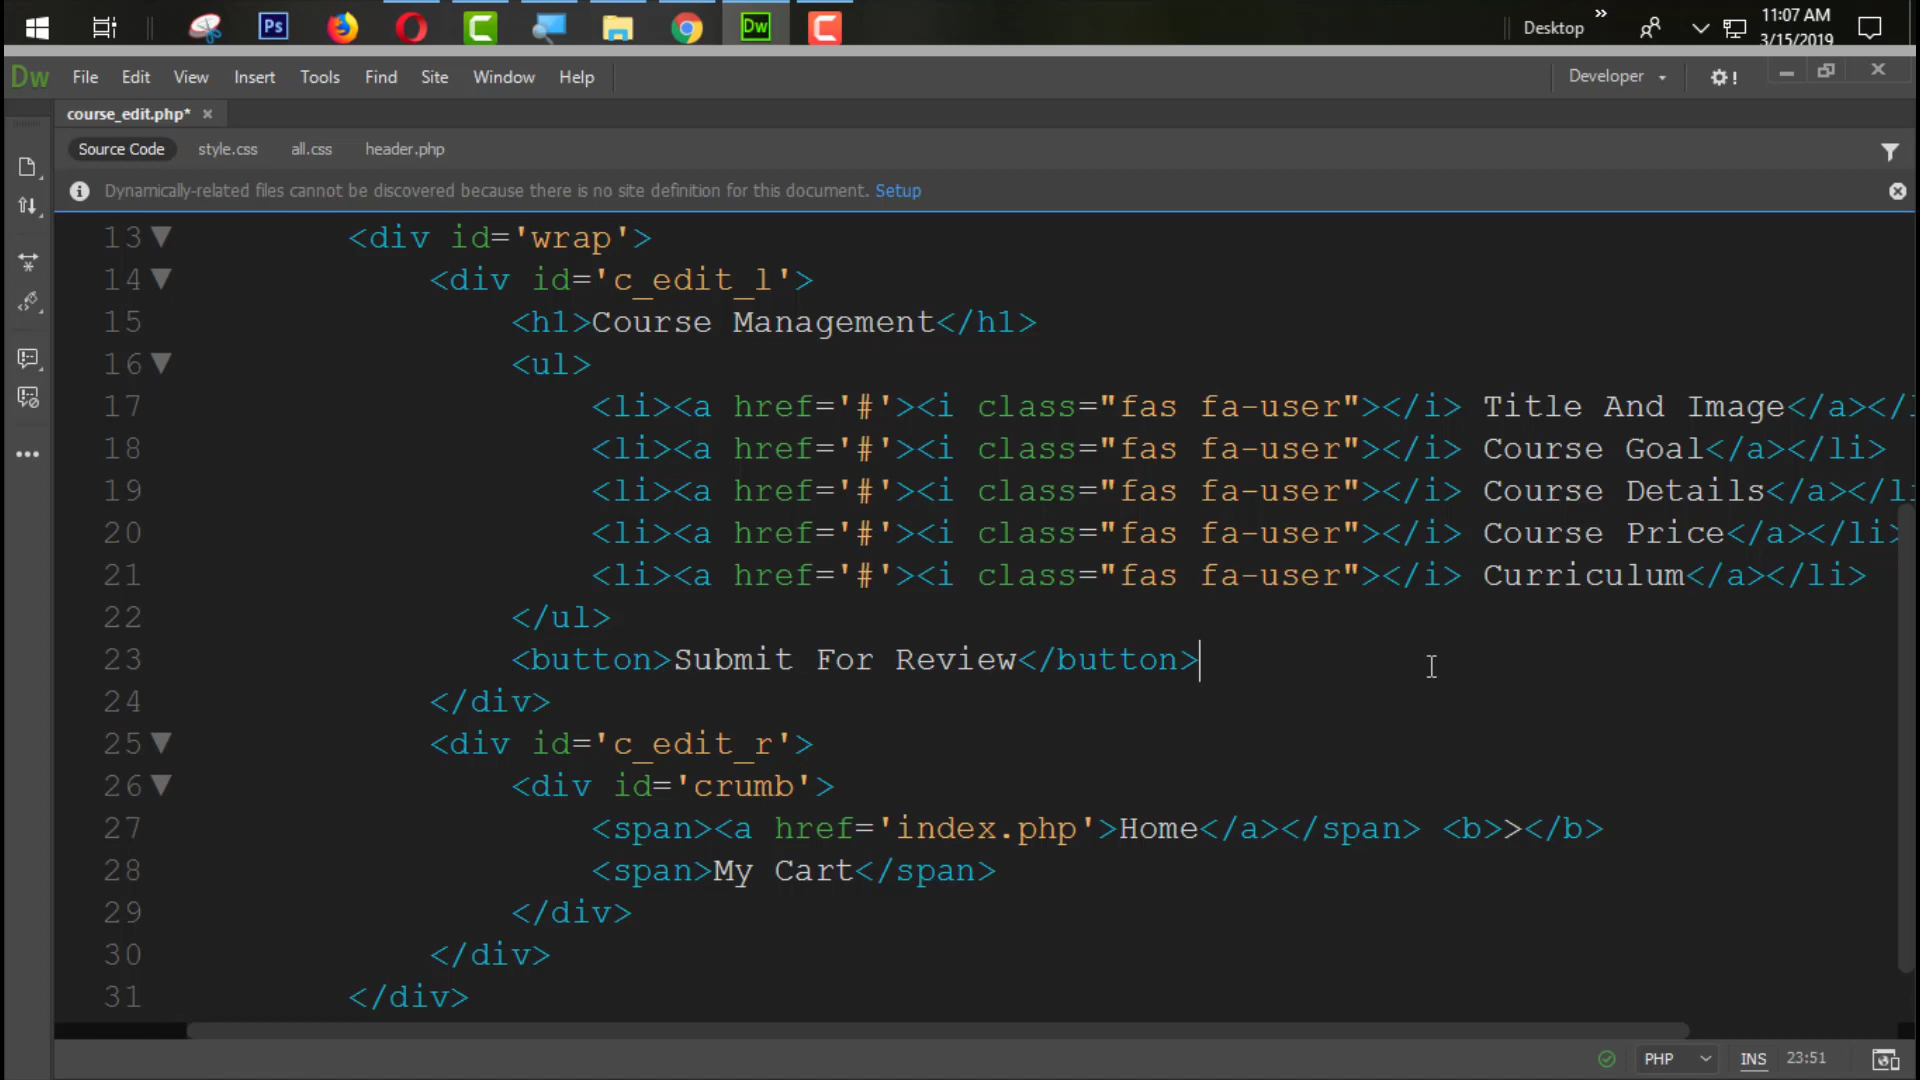 Ps
Dw
Desktop
11:07 AM
3/15/2019
Dw File Edit View Insert Tools Find Site Window Help Developer
course_edit.php*
Source Code style.css all.css header.php
Dynamically-related files cannot be discovered because there is no site definition for this document. Setup
13 <div id='wrap'>
14 <div id='c_edit_l'>
15 <h1>Course Management</h1>
16 <ul>
17 <li><a href='#'><i class="fas fa-user"></i> Title And Image</a></l
18 <li><a href='#'><i class="fas fa-user"></i> Course Goal</a></li>
19 <li><a href='#'><i class="fas fa-user"></i> Course Details</a></li
20 <li><a href='#'><i class="fas fa-user"></i> Course Price</a></li>
21 <li><a href='#'><i class="fas fa-user"></i> Curriculum</a></li>
22 </ul>
23 <button>Submit For Review</button>
24 </div>
25 <div id='c_edit_r'>
26 <div id='crumb'>
27 <span><a href='index.php'>Home</a></span> <b>></b>
28 <span>My Cart</span>
29 </div>
30 </div>
31 </div>
PHP INS 23:51